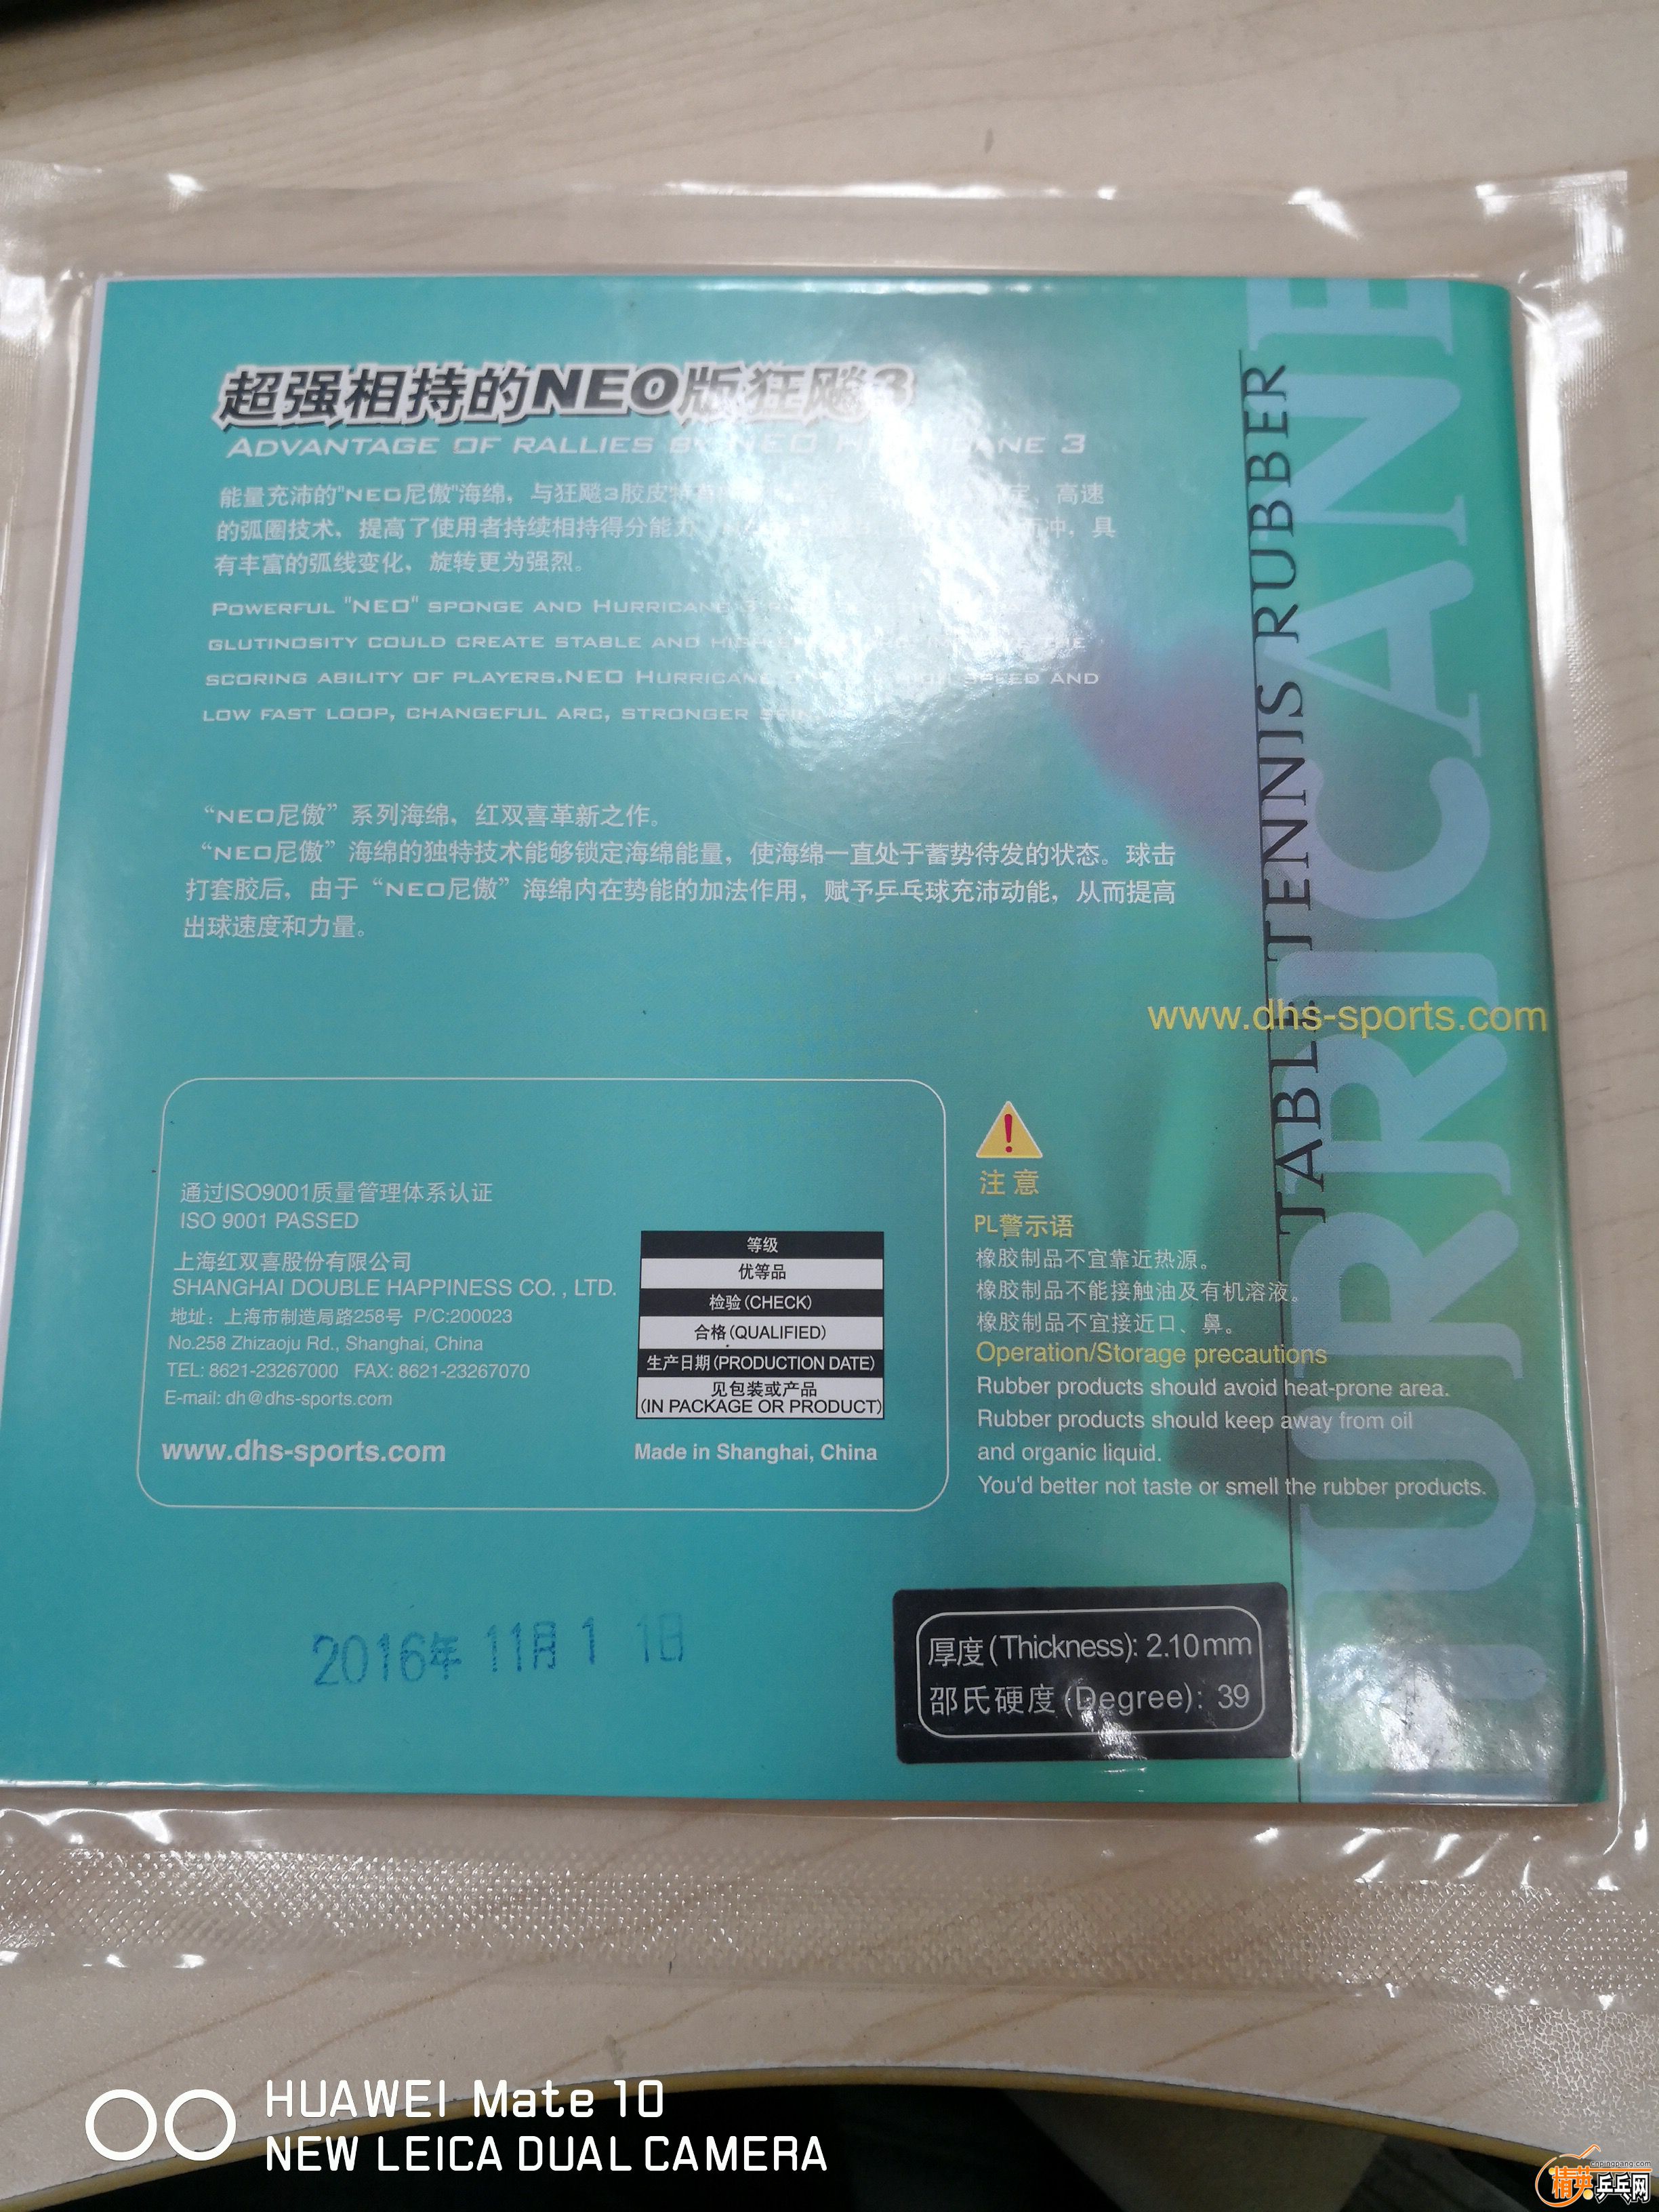 超强相持的NEO版狂飚3
ADVANTAGE OF RALLIES BY NEO HURRICANE 3
能量充沛的"NEO尼傲"海绵，与狂飚3胶皮 、高速
的弧圈技术，提高了使用者持续相持得分能力 冲，具
有丰富的弧线变化，旋转更为强烈。
POWERFUL "NEO" SPONGE AND HURRICANE 3
GLUTINOSITY COULD CREATE STABLE AND THE
SCORING ABILITY OF PLAYERS.NEO HURRICANE SPEED AND
LOW FAST LOOP, CHANGEFUL ARC, STRONGER SPIN
“NEO尼傲”系列海绵，红双喜革新之作。
“NEO尼傲”海绵的独特技术能够锁定海绵能量，使海绵一直处于蓄势待发的状态。球击
打套胶后，由于“NEO尼傲”海绵内在势能的加法作用，赋予乒乓球充沛动能，从而提高
出球速度和力量。
HURRICANE
TABLE TENNIS RUBBER
www.dhs-sports.com
通过ISO9001质量管理体系认证
ISO 9001 PASSED
上海红双喜股份有限公司
SHANGHAI DOUBLE HAPPINESS CO. , LTD.
地址：上海市制造局路258号 P/C:200023
No.258 Zhizaoju Rd., Shanghai, China
TEL: 8621-23267000 FAX: 8621-23267070
E-mail: dh@dhs-sports.com
www.dhs-sports.com
等级
优等品
检验(CHECK)
合格(QUALIFIED)
生产日期(PRODUCTION DATE)
见包装或产品
(IN PACKAGE OR PRODUCT)
Made in Shanghai, China
注意
PL警示语
橡胶制品不宜靠近热源。
橡胶制品不能接触油及有机溶液。
橡胶制品不宜接近口、鼻。
Operation/Storage precautions
Rubber products should avoid heat-prone area.
Rubber products should keep away from oil
and organic liquid.
You'd better not taste or smell the rubber products.
2016年 11月 1 1日
厚度(Thickness): 2.10mm
邵氏硬度(Degree): 39
HUAWEI Mate 10
NEW LEICA DUAL CAMERA
cnpingpang.com
精英乒乓网